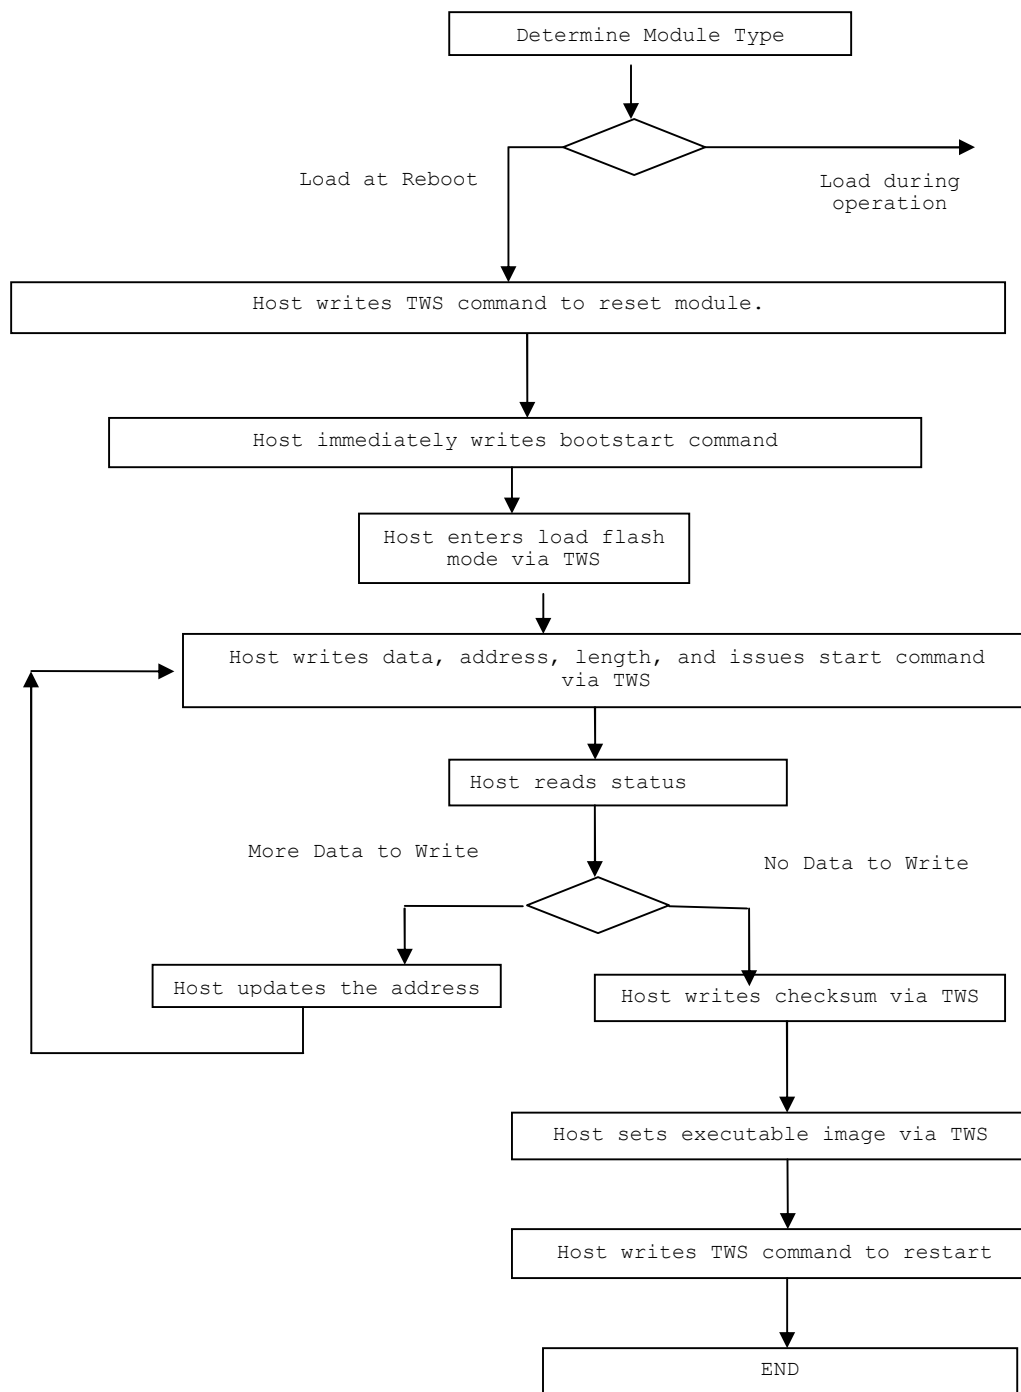 Determine Module Type
Load at Reboot
Load during
operation
Host writes TWS command to reset module.
Host immediately writes bootstart command
Host enters load flash
mode via TWS
Host writes data, address, length, and issues start command
via TWS
Host reads status
More Data to Write
No Data to Write
Host updates the address
Host writes checksum via TWS
Host sets executable image via TWS
Host writes TWS command to restart
END